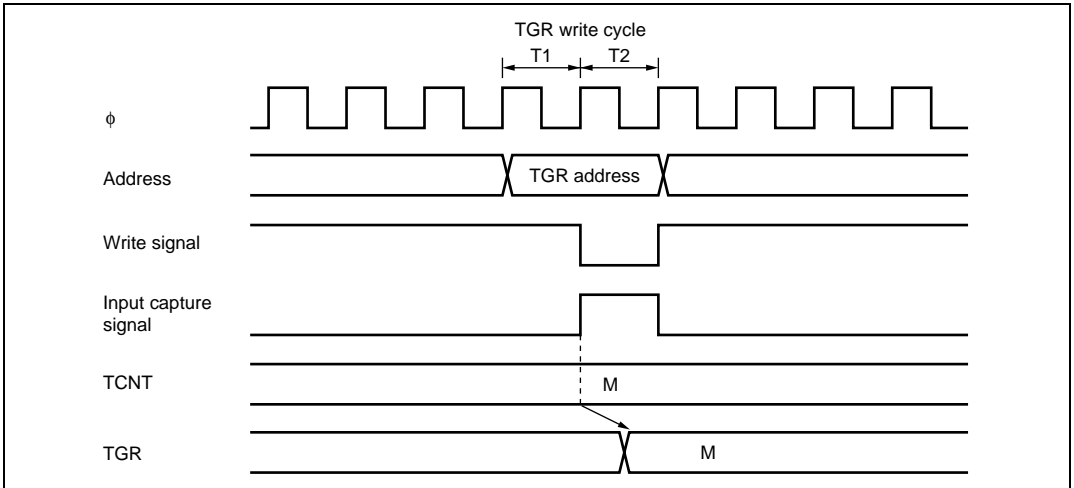 TGR write cycle
T1 T2
ϕ
Address
TGR address
Write signal
Input capture
signal
TCNT
M
TGR
M